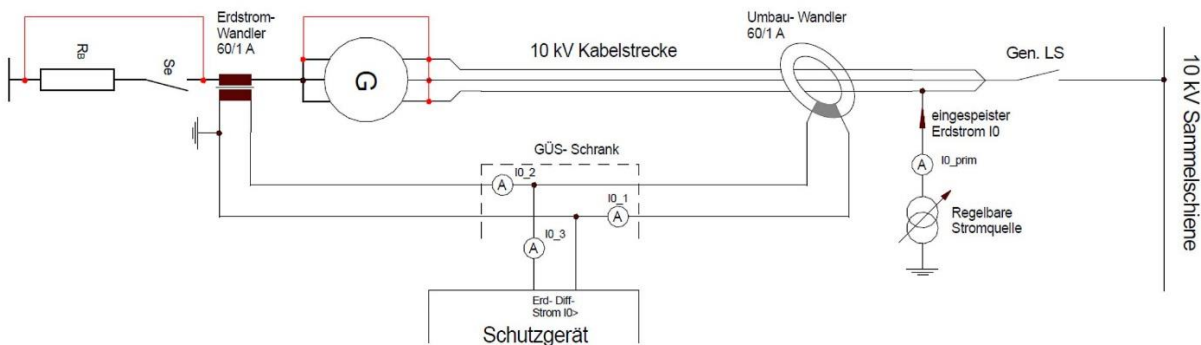 Erdstrom-
Wandler
60/1 A
RB
Se
G
10 kV Kabelstrecke
Umbau- Wandler
60/1 A
Gen. LS
10 kV Sammelschiene
eingespeister
Erdstrom I0
A
I0_prim
Regelbare
Stromquelle
GÜS- Schrank
A
I0_2
A
I0_1
A
I0_3
Erd- Diff-
Strom I0>
Schutzgerät